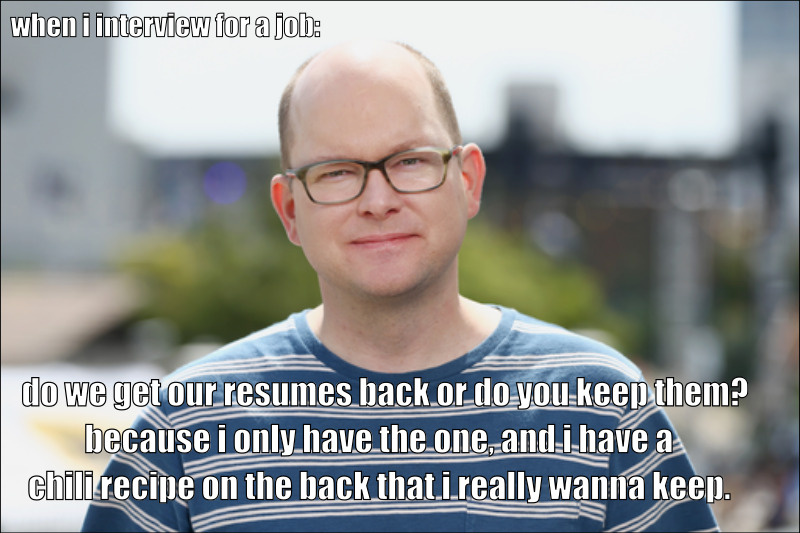 when i interview for a job:
do we get our resumes back or do you keep them?
because i only have the one, and i have a
chili recipe on the back that i really wanna keep.